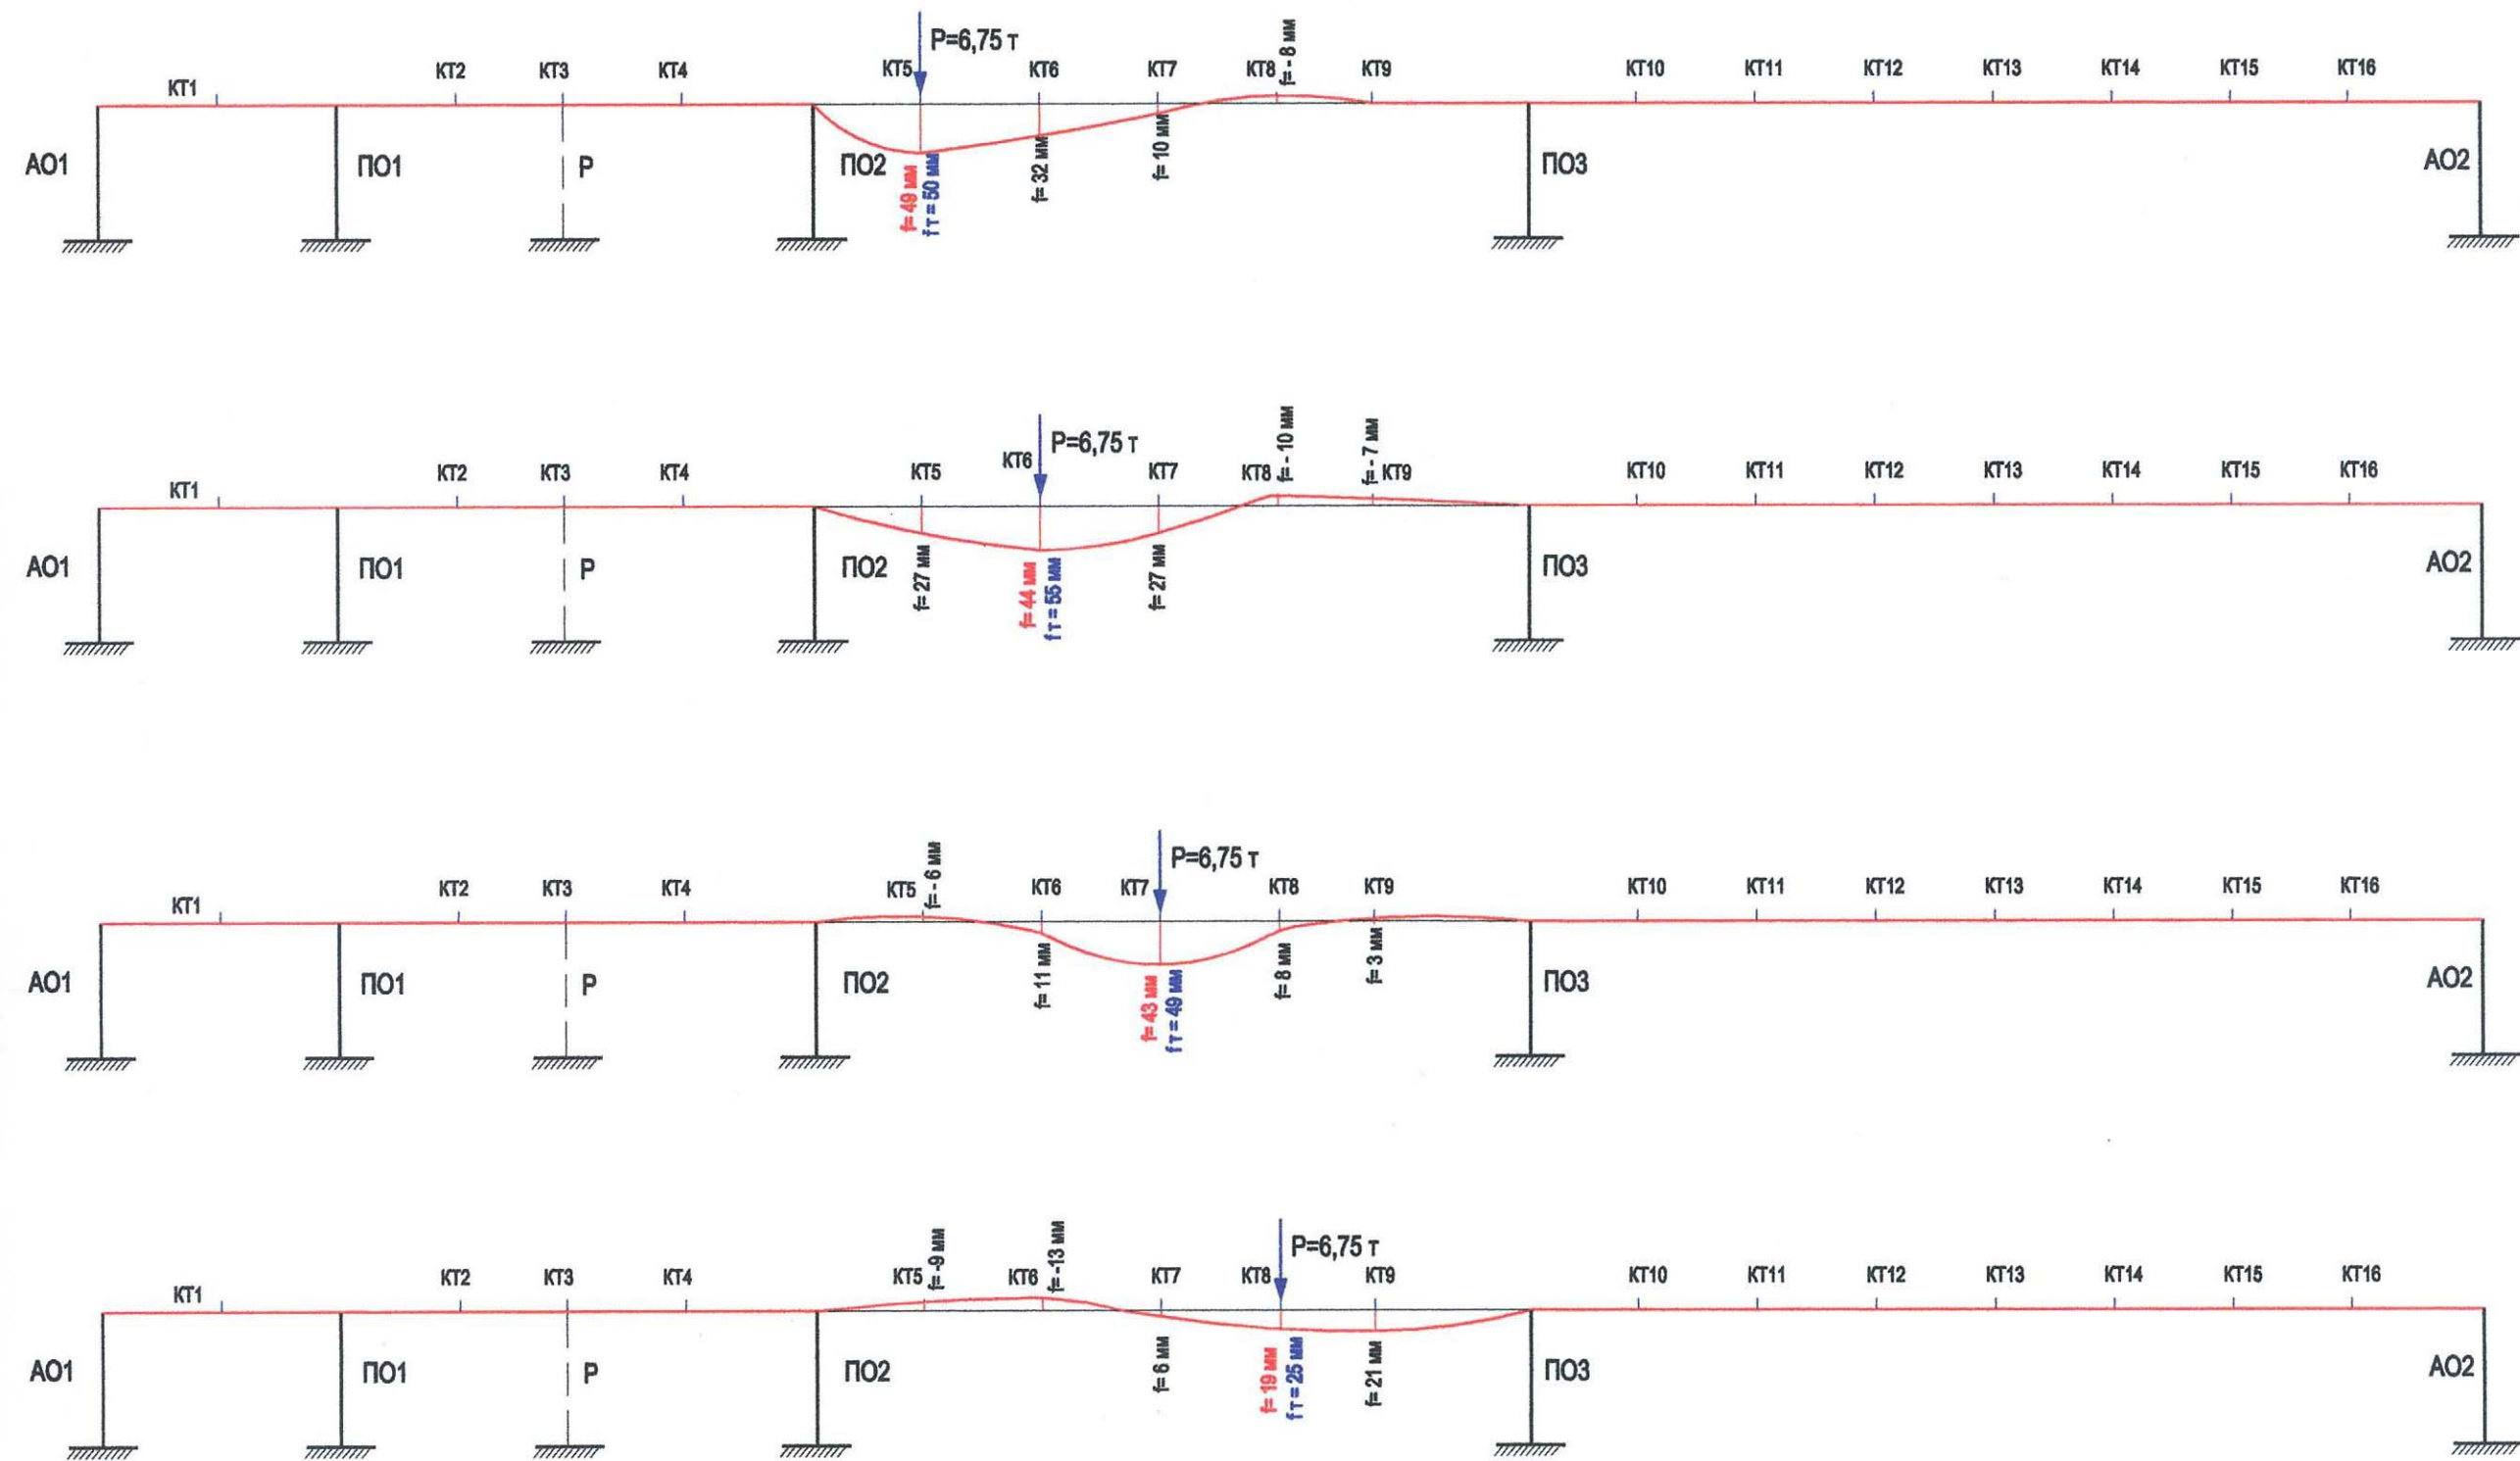 P=6,75 т
КТ1 КТ2 КТ3 КТ4 КТ5 КТ6 КТ7 КТ8 f= - 8 мм КТ9 КТ10 КТ11 КТ12 КТ13 КТ14 КТ15 КТ16
АО1 ПО1 Р ПО2 f= 49 мм fт = 50 мм f= 32 мм f= 10 мм ПО3 АО2
P=6,75 т
КТ1 КТ2 КТ3 КТ4 КТ5 КТ6 КТ7 КТ8 f= - 10 мм f= - 7 мм КТ9 КТ10 КТ11 КТ12 КТ13 КТ14 КТ15 КТ16
АО1 ПО1 Р ПО2 f= 27 мм f= 44 мм fт = 55 мм f= 27 мм ПО3 АО2
P=6,75 т
КТ1 КТ2 КТ3 КТ4 КТ5 f= - 6 мм КТ6 КТ7 КТ8 КТ9 КТ10 КТ11 КТ12 КТ13 КТ14 КТ15 КТ16
АО1 ПО1 Р ПО2 f= 11 мм f= 43 мм fт = 49 мм f= 8 мм f= 3 мм ПО3 АО2
P=6,75 т
КТ1 КТ2 КТ3 КТ4 КТ5 f= -9 мм КТ6 f= -13 мм КТ7 КТ8 КТ9 КТ10 КТ11 КТ12 КТ13 КТ14 КТ15 КТ16
АО1 ПО1 Р ПО2 f= 6 мм f= 19 мм fт = 25 мм f= 21 мм ПО3 АО2